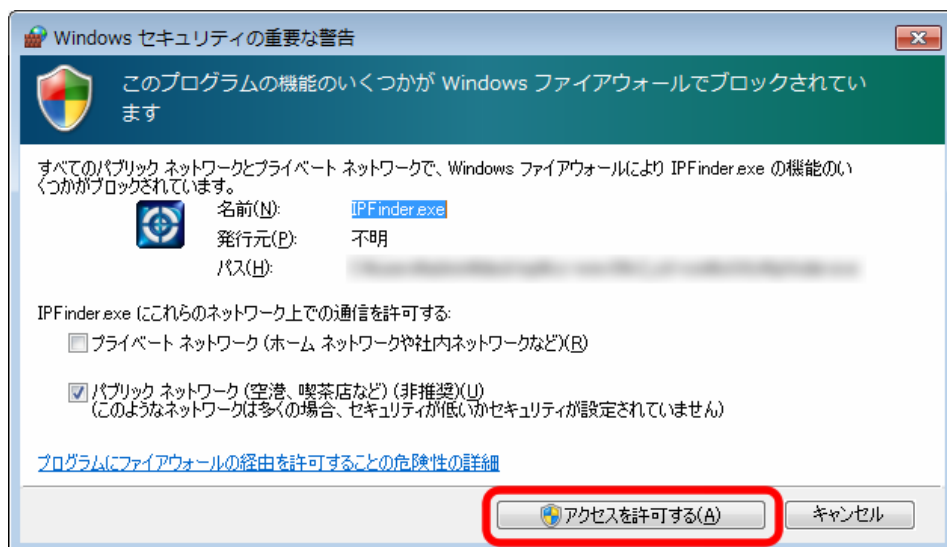 Windows セキュリティの重要な警告
このプログラムの機能のいくつかが Windows ファイアウォールでブロックされてい
ます
すべてのパブリック ネットワークとプライベート ネットワークで、Windows ファイアウォールにより IPFinder.exe の機能のい
くつかがブロックされています。
名前(N): IPFinder.exe
発行元(P): 不明
パス(H):
IPFinder.exe にこれらのネットワーク上での通信を許可する:
プライベート ネットワーク (ホーム ネットワークや社内ネットワークなど)(R)
パブリック ネットワーク (空港、喫茶店など) (非推奨)(U)
(このようなネットワークは多くの場合、セキュリティが低いかセキュリティが設定されていません)
プログラムにファイアウォールの経由を許可することの危険性の詳細
アクセスを許可する(A) キャンセル